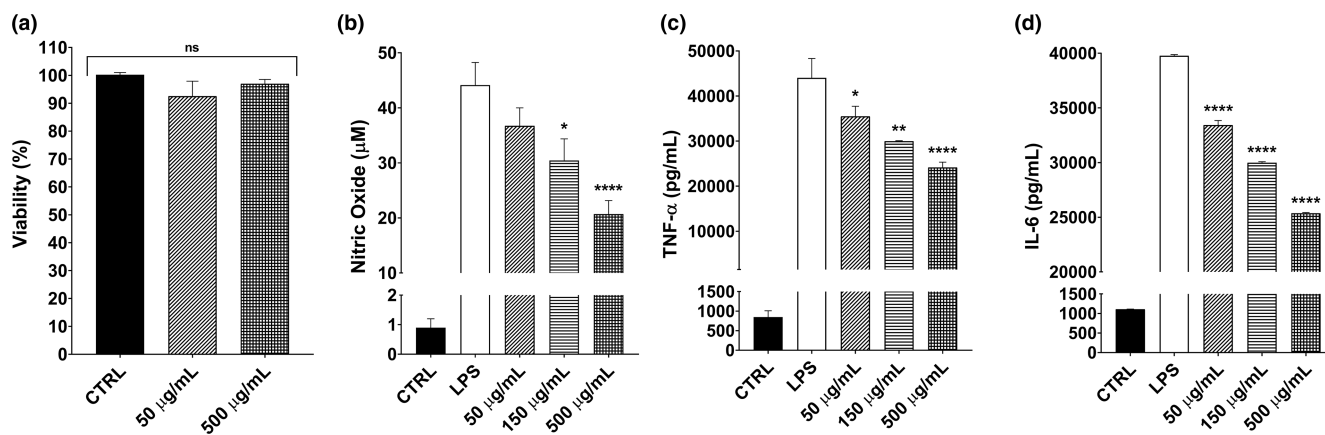 (a)
ns
Viability (%)
110
100
90
80
70
60
50
40
30
20
10
0
CTRL
50 μg/mL
500 μg/mL
(b)
Nitric Oxide (μM)
50
40
30
20
10
2
1
0
*
****
CTRL
LPS
50 μg/mL
150 μg/mL
500 μg/mL
(c)
TNF-α (pg/mL)
50000
40000
30000
20000
10000
1500
1000
500
0
*
**
****
CTRL
LPS
50 μg/mL
150 μg/mL
500 μg/mL
(d)
IL-6 (pg/mL)
40000
35000
30000
25000
20000
1500
1000
500
0
****
****
****
CTRL
LPS
50 μg/mL
150 μg/mL
500 μg/mL